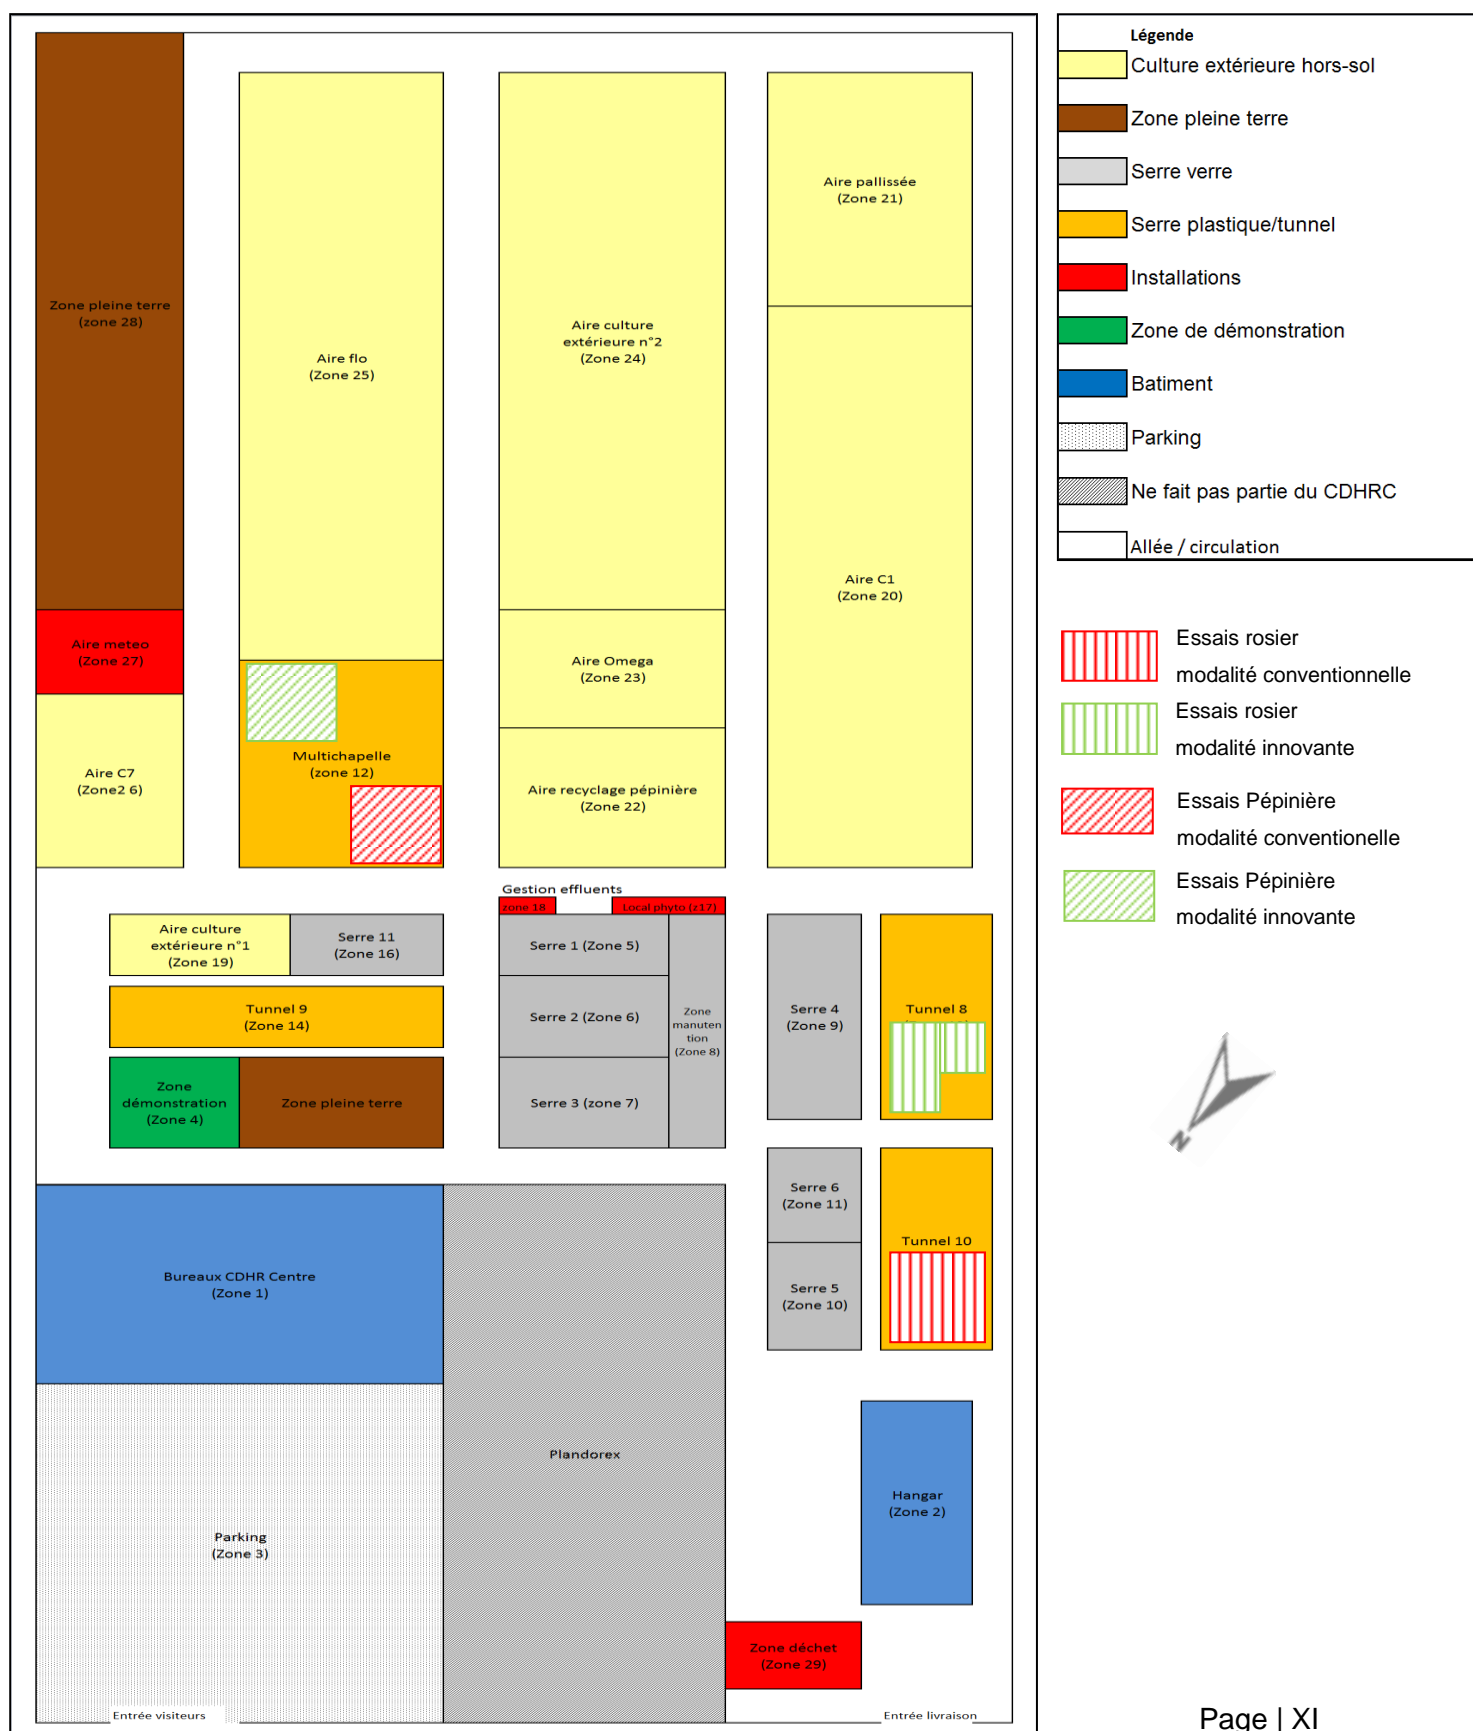 Légende
Culture extérieure hors-sol
Zone pleine terre
Serre verre
Serre plastique/tunnel
Installations
Zone de démonstration
Batiment
Parking
Ne fait pas partie du CDHRC
Allée / circulation
Essais rosier
modalité conventionnelle
Essais rosier
modalité innovante
Essais Pépinière
modalité conventionelle
Essais Pépinière
modalité innovante
N
Zone pleine terre
(zone 28)
Aire flo
(Zone 25)
Aire culture
extérieure n°2
(Zone 24)
Aire pallissée
(Zone 21)
Aire C1
(Zone 20)
Aire meteo
(Zone 27)
Aire Omega
(Zone 23)
Aire C7
(Zone2 6)
Multichapelle
(zone 12)
Aire recyclage pépinière
(Zone 22)
Gestion effluents
zone 18
Local phyto (z17)
Aire culture
extérieure n°1
(Zone 19)
Serre 11
(Zone 16)
Serre 1 (Zone 5)
Tunnel 9
(Zone 14)
Serre 2 (Zone 6)
Zone
manuten
tion
(Zone 8)
Serre 4
(Zone 9)
Tunnel 8
Zone
démonstration
(Zone 4)
Zone pleine terre
Serre 3 (zone 7)
Serre 6
(Zone 11)
Tunnel 10
Serre 5
(Zone 10)
Bureaux CDHR Centre
(Zone 1)
Plandorex
Hangar
(Zone 2)
Parking
(Zone 3)
Zone déchet
(Zone 29)
Entrée visiteurs
Entrée livraison
Page | XI